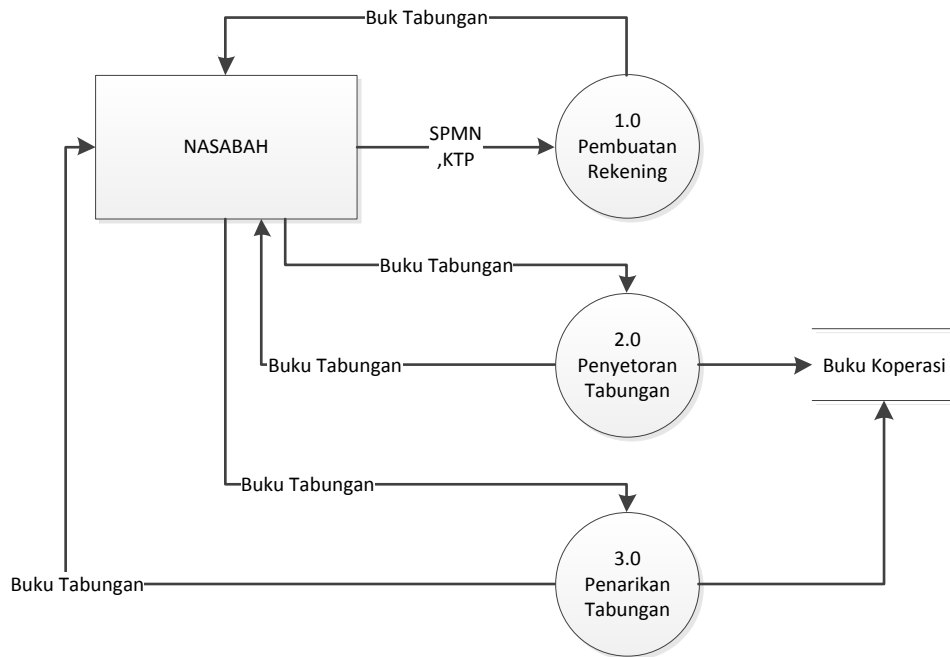 Buk Tabungan
NASABAH
SPMN
,KTP
1.0
Pembuatan
Rekening
Buku Tabungan
2.0
Penyetoran
Tabungan
Buku Tabungan
Buku Koperasi
Buku Tabungan
3.0
Penarikan
Tabungan
Buku Tabungan